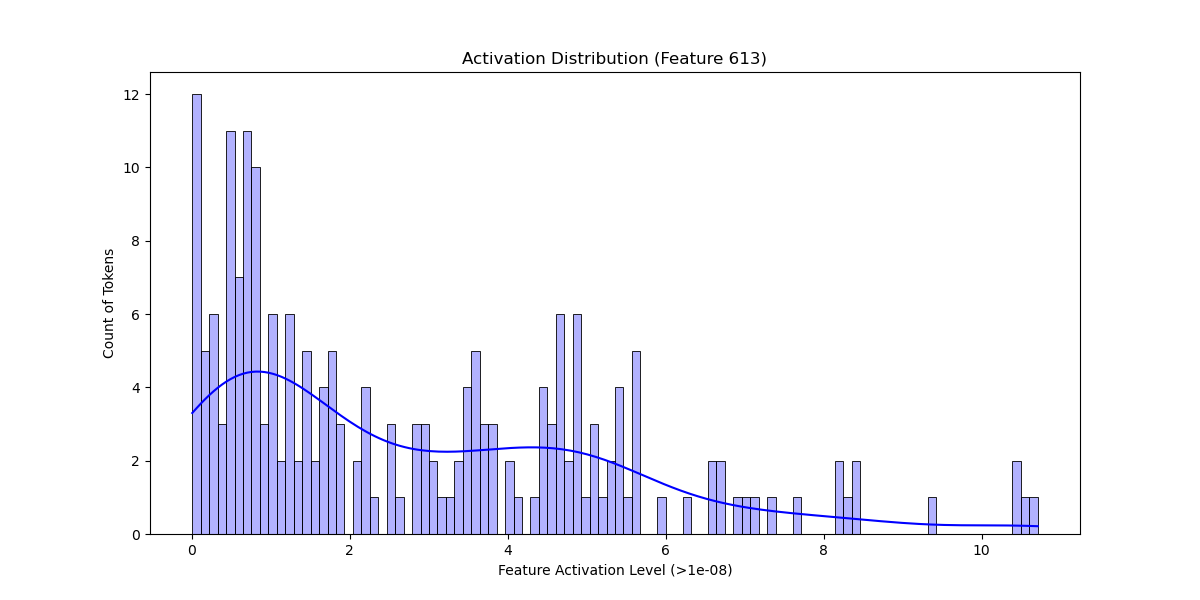 Activation Distribution (Feature 613)
12
10
8
6
4
2
0
Count of Tokens
0 2 4 6 8 10
Feature Activation Level (>1e-08)